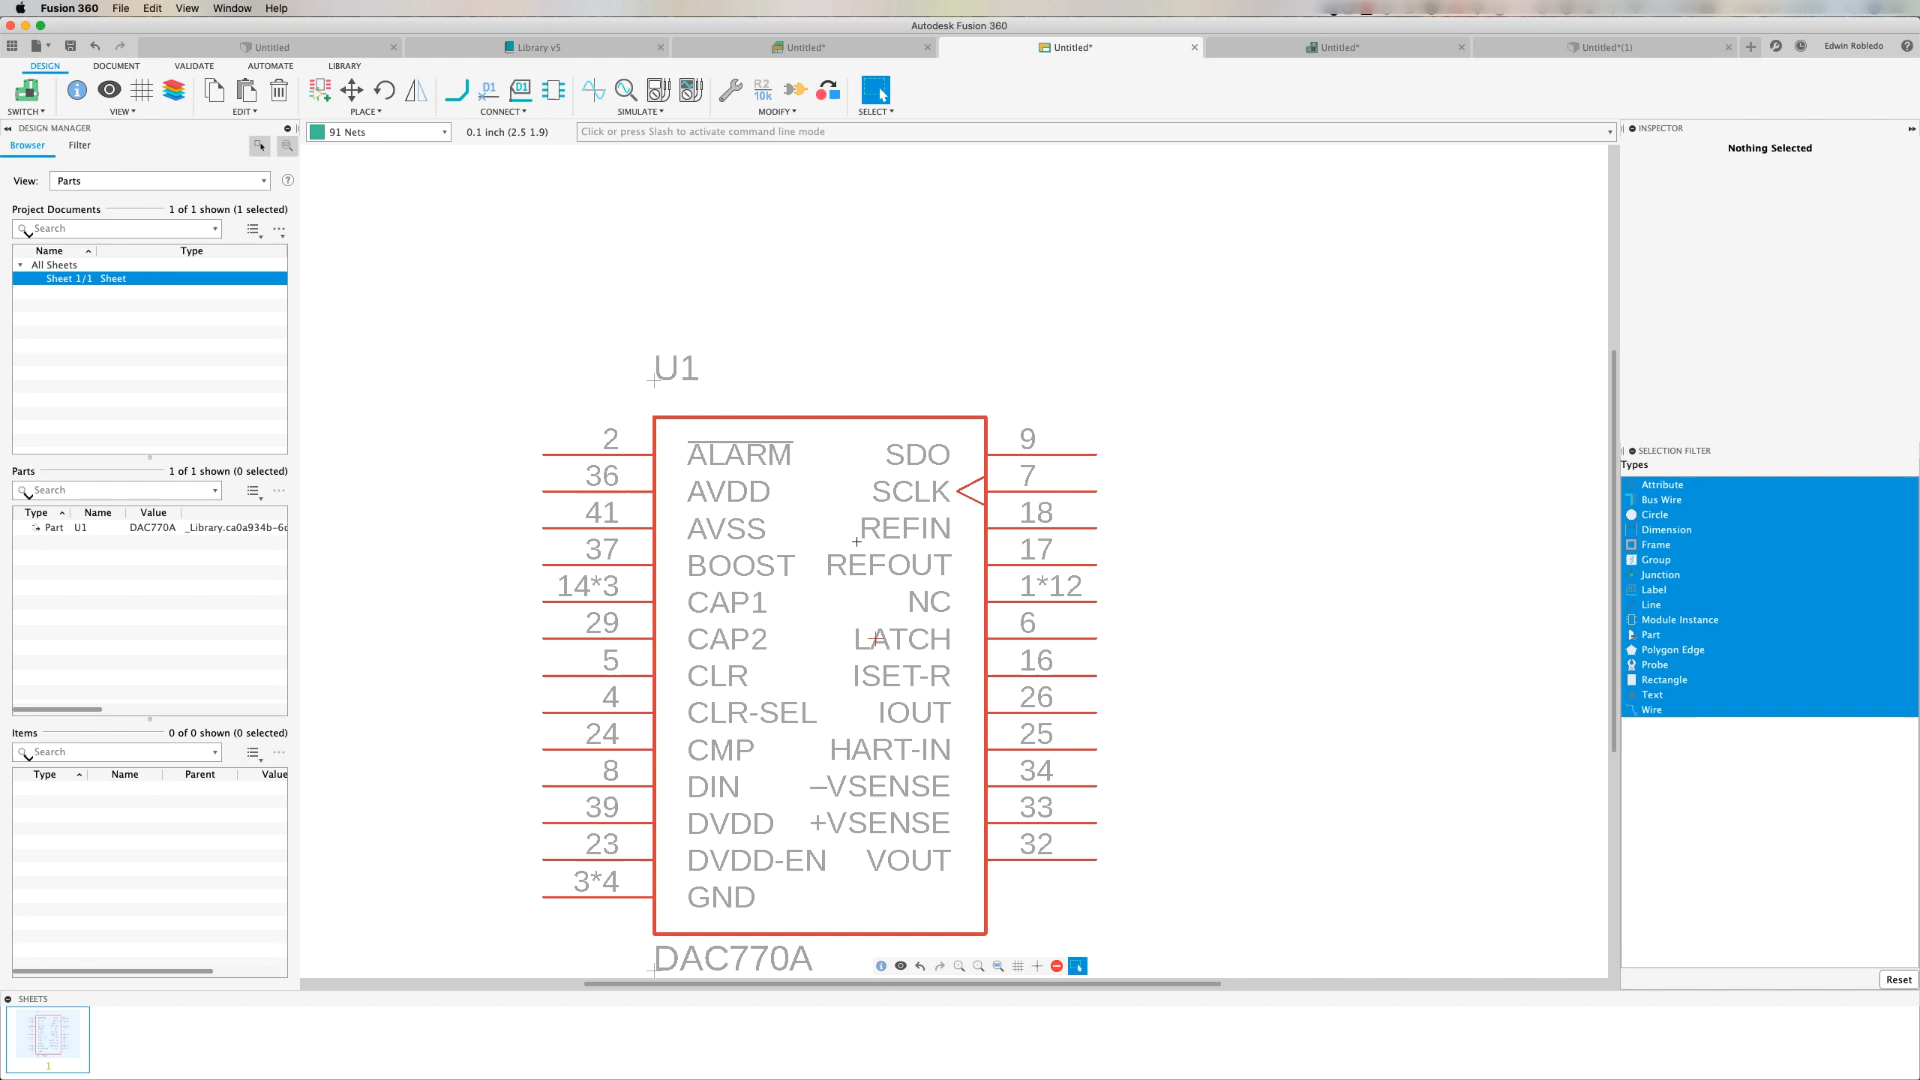 Fusion 360 File Edit View Window Help
Autodesk Fusion 360
Untitled Library v5 Untitled* Untitled* Untitled* Untitled*(1) Edwin Robledo
DESIGN DOCUMENT VALIDATE AUTOMATE LIBRARY
D1 D1 R2 10k
SWITCH VIEW EDIT PLACE CONNECT SIMULATE MODIFY SELECT
DESIGN MANAGER
Browser Filter
View: Parts
Project Documents 1 of 1 shown (1 selected)
Search
Name Type
All Sheets
Sheet 1/1 Sheet
Parts 1 of 1 shown (0 selected)
Search
Type Name Value
Part U1 DAC770A _Library.ca0a934b-6c
Items 0 of 0 shown (0 selected)
Search
Type Name Parent Value
91 Nets 0.1 inch (2.5 1.9) Click or press Slash to activate command line mode
U1
2 ALARM SDO 9
36 AVDD SCLK 7
41 AVSS REFIN 18
37 BOOST REFOUT 17
14*3 CAP1 NC 1*12
29 CAP2 LATCH 6
5 CLR ISET-R 16
4 CLR-SEL IOUT 26
24 CMP HART-IN 25
8 DIN –VSENSE 34
39 DVDD +VSENSE 33
23 DVDD-EN VOUT 32
3*4 GND
DAC770A
INSPECTOR
Nothing Selected
SELECTION FILTER
Types
Attribute
Bus Wire
Circle
Dimension
Frame
Group
Junction
Label
Line
Module Instance
Part
Polygon Edge
Probe
Rectangle
Text
Wire
Reset
SHEETS
1